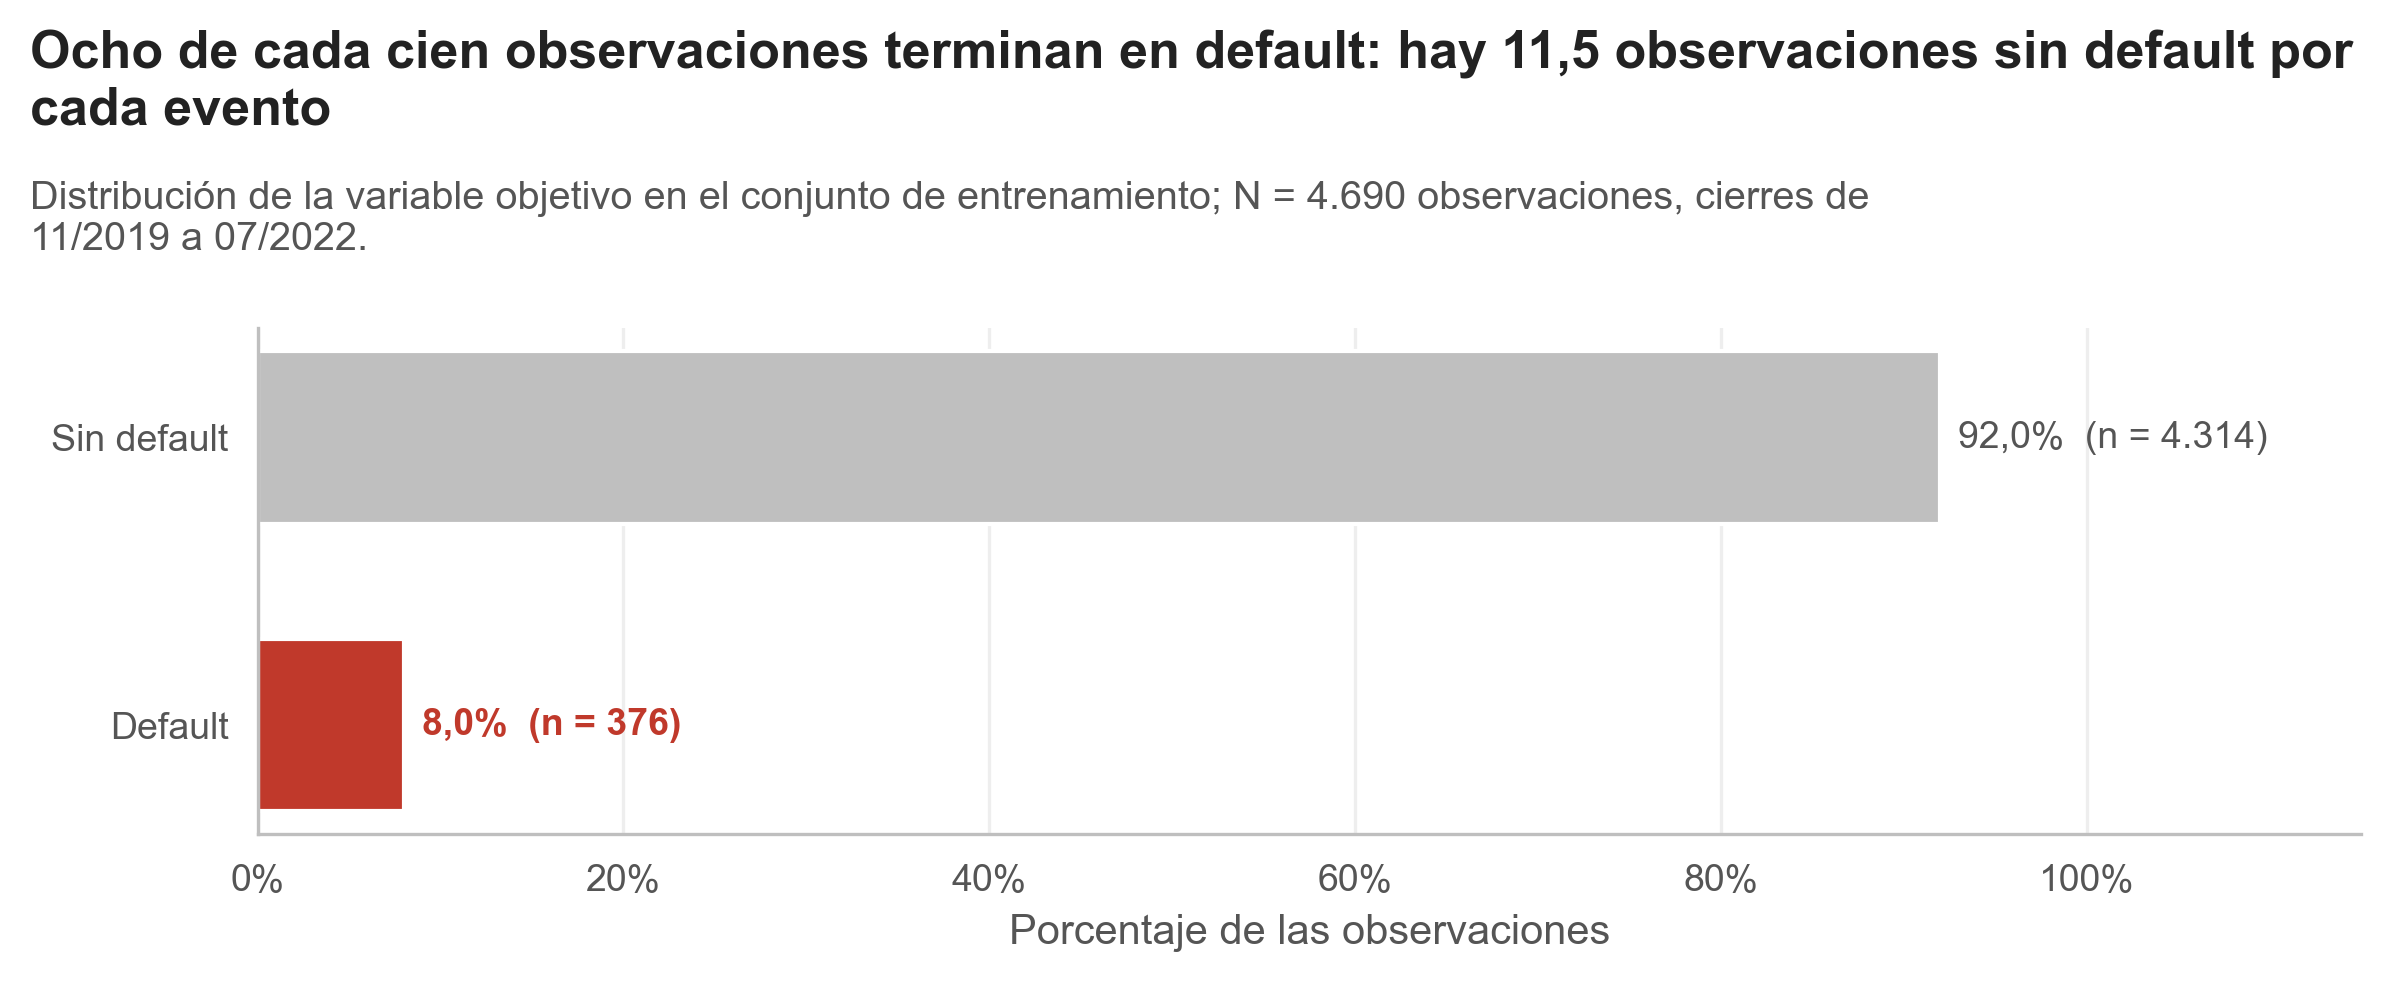 Ocho de cada cien observaciones terminan en default: hay 11,5 observaciones sin default por
cada evento
Distribución de la variable objetivo en el conjunto de entrenamiento; N = 4.690 observaciones, cierres de
11/2019 a 07/2022.
Sin default
92,0%  (n = 4.314)
Default
8,0%  (n = 376)
0% 20% 40% 60% 80% 100%
Porcentaje de las observaciones